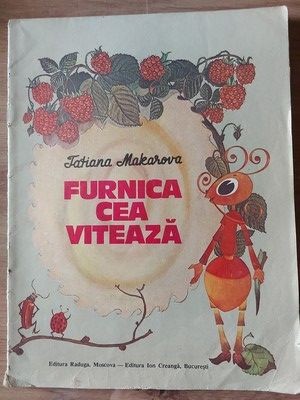 Tatiana Makarova
FURNICA
CEA
VITEAZĂ
Editura Raduga, Moscova — Editura Ion Creangă, București